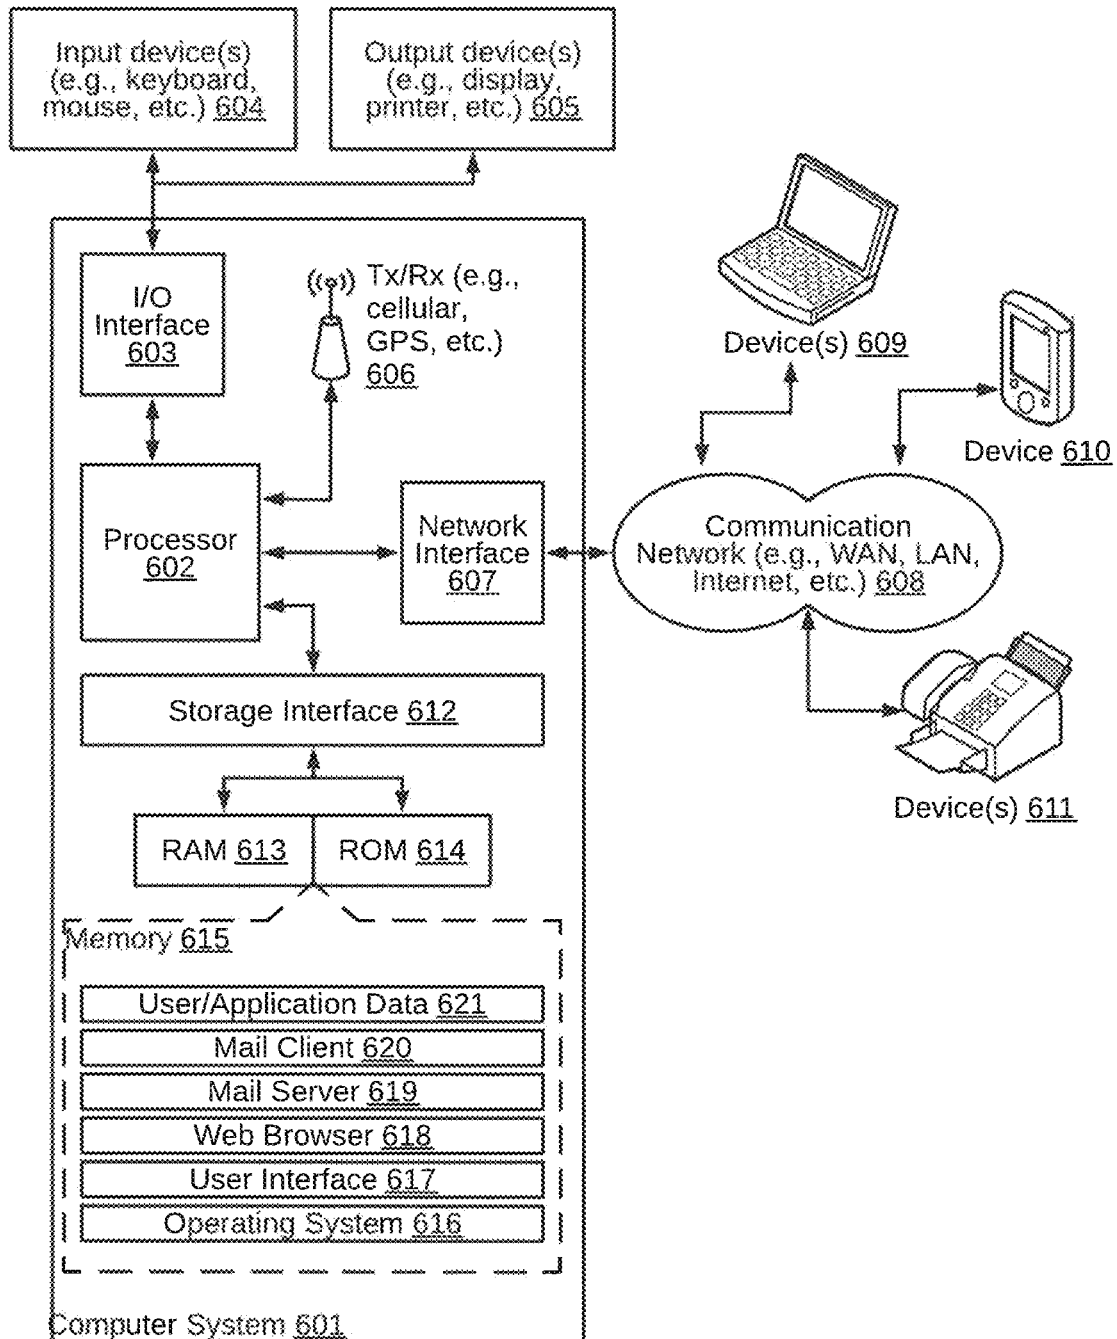 Input device(s)
(e.g., keyboard,
mouse, etc.) 604
Output device(s)
(e.g., display,
printer, etc.) 605
I/O
Interface
603
Tx/Rx (e.g.,
cellular,
GPS, etc.)
606
Device(s) 609
Device 610
Processor
602
Network
Interface
607
Communication
Network (e.g., WAN, LAN,
Internet, etc.) 608
Storage Interface 612
Device(s) 611
RAM 613
ROM 614
Memory 615
User/Application Data 621
Mail Client 620
Mail Server 619
Web Browser 618
User Interface 617
Operating System 616
Computer System 601